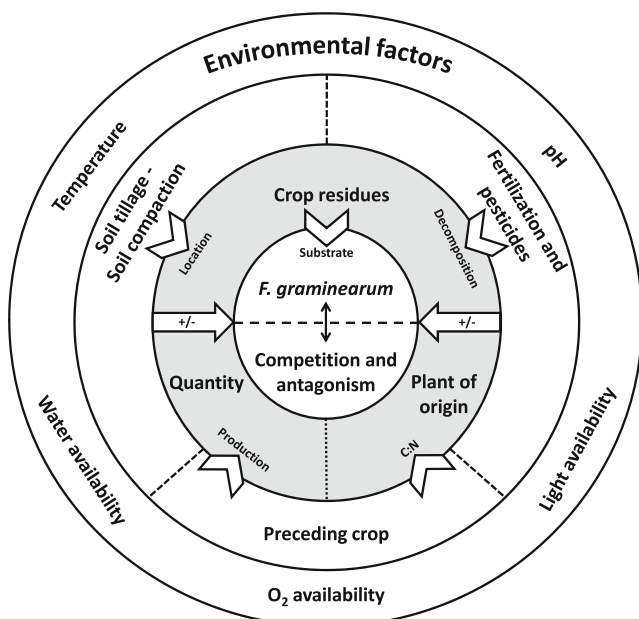 Environmental factors
Temperature
pH
Soil tillage -
Soil compaction
Fertilization and
pesticides
Crop residues
Location
Decomposition
Substrate
F. graminearum
+/-
+/-
Competition and
antagonism
Quantity
Plant of
origin
Production
C:N
Water availability
Light availability
Preceding crop
O₂ availability